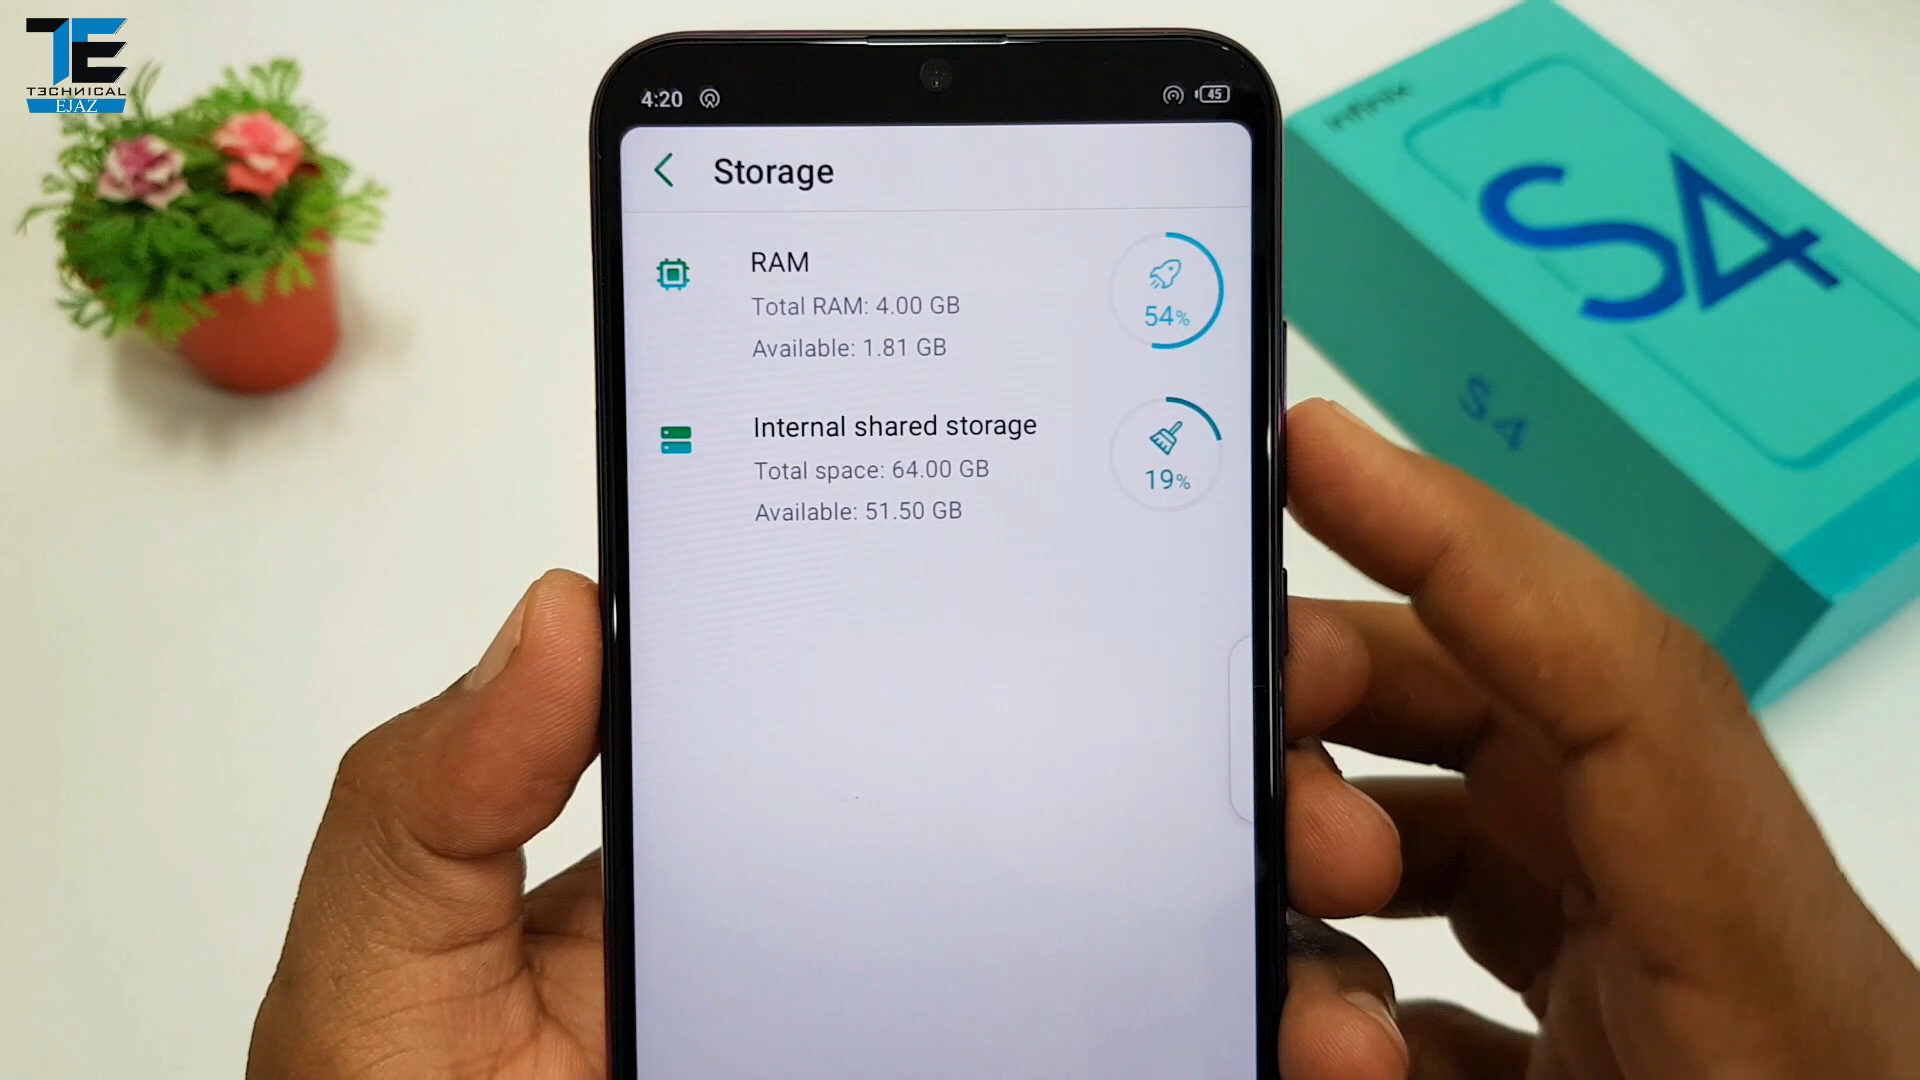 TECHNICAL
EJAZ
4:20
45
Storage
RAM
Total RAM: 4.00 GB
Available: 1.81 GB
54%
Internal shared storage
Total space: 64.00 GB
Available: 51.50 GB
19%
Infinix
S4
S4